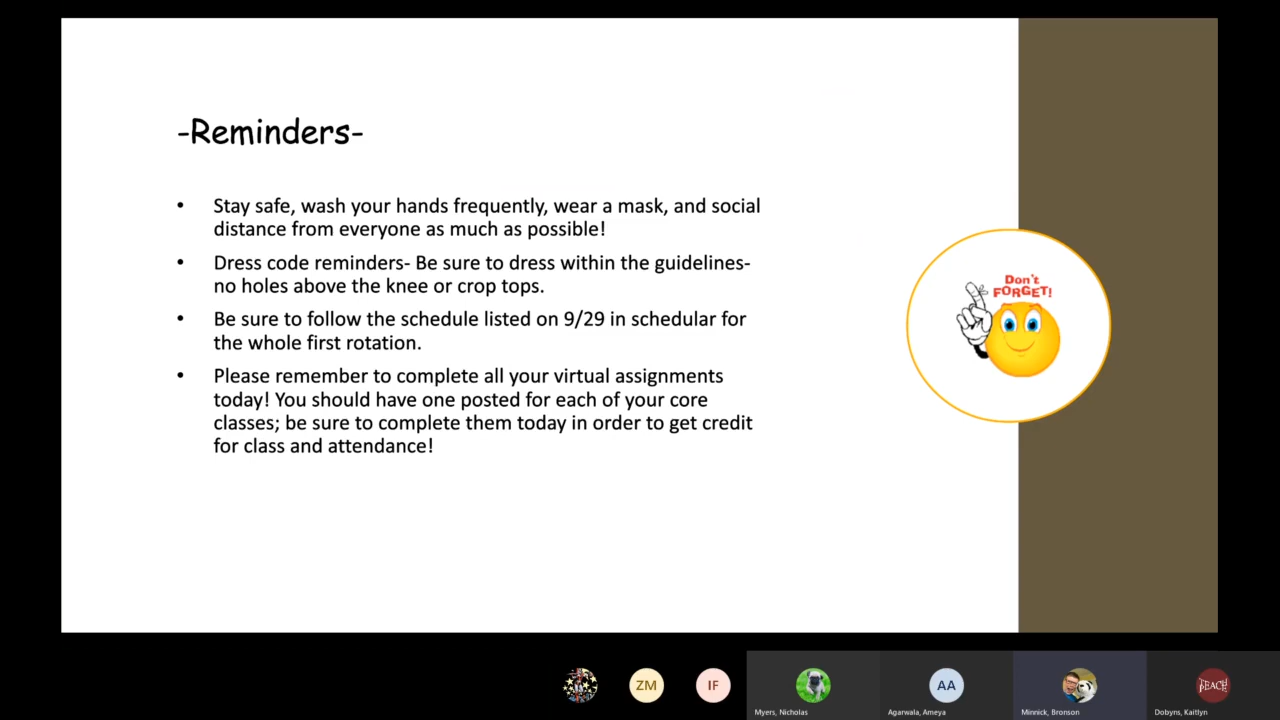 -Reminders-
• Stay safe, wash your hands frequently, wear a mask, and social
distance from everyone as much as possible!
• Dress code reminders- Be sure to dress within the guidelines-
no holes above the knee or crop tops.
• Be sure to follow the schedule listed on 9/29 in schedular for
the whole first rotation.
• Please remember to complete all your virtual assignments
today! You should have one posted for each of your core
classes; be sure to complete them today in order to get credit
for class and attendance!
Don't
FORGET!
ZM
IF
AA
TEACH
Myers, Nicholas
Agarwala, Ameya
Minnick, Bronson
Dobyns, Kaitlyn